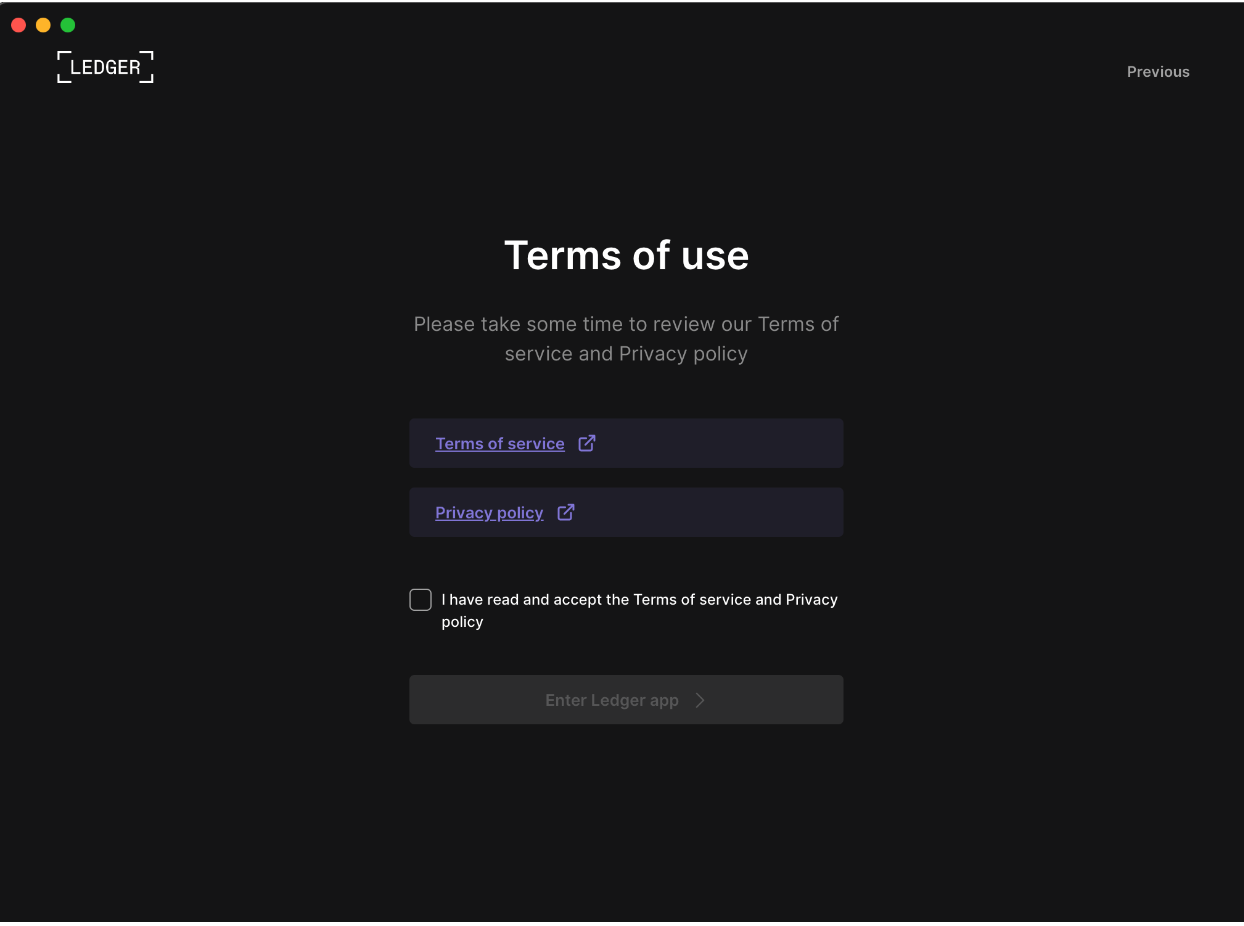 LEDGER
Previous
Terms of use
Please take some time to review our Terms of
service and Privacy policy
Terms of service
Privacy policy
I have read and accept the Terms of service and Privacy
policy
Enter Ledger app